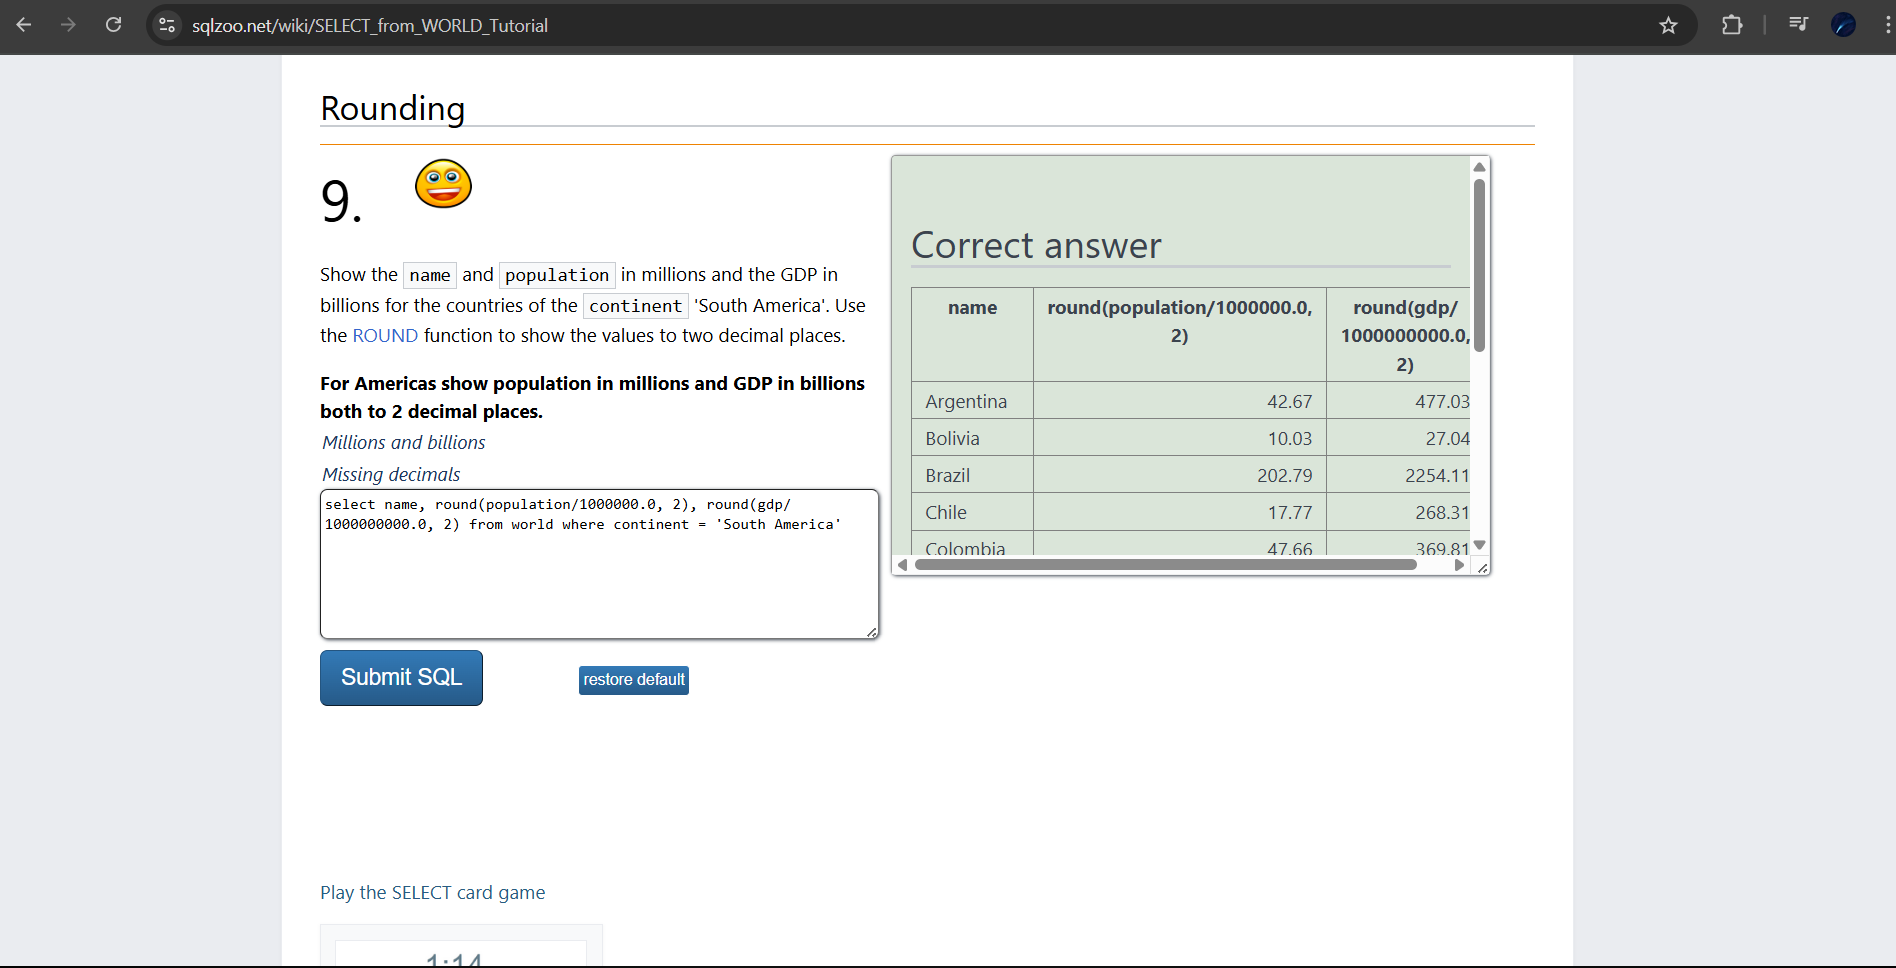 sqlzoo.net/wiki/SELECT_from_WORLD_Tutorial
Rounding
9.
Show the name and population in millions and the GDP in
billions for the countries of the continent 'South America'. Use
the ROUND function to show the values to two decimal places.
For Americas show population in millions and GDP in billions
both to 2 decimal places.
Millions and billions
Missing decimals
select name, round(population/1000000.0, 2), round(gdp/
1000000000.0, 2) from world where continent = 'South America'
Submit SQL
restore default
Correct answer
name round(population/1000000.0, round(gdp/
2) 1000000000.0,
2)
Argentina 42.67 477.03
Bolivia 10.03 27.04
Brazil 202.79 2254.11
Chile 17.77 268.31
Colombia 47.66 369.81
Play the SELECT card game
1:14